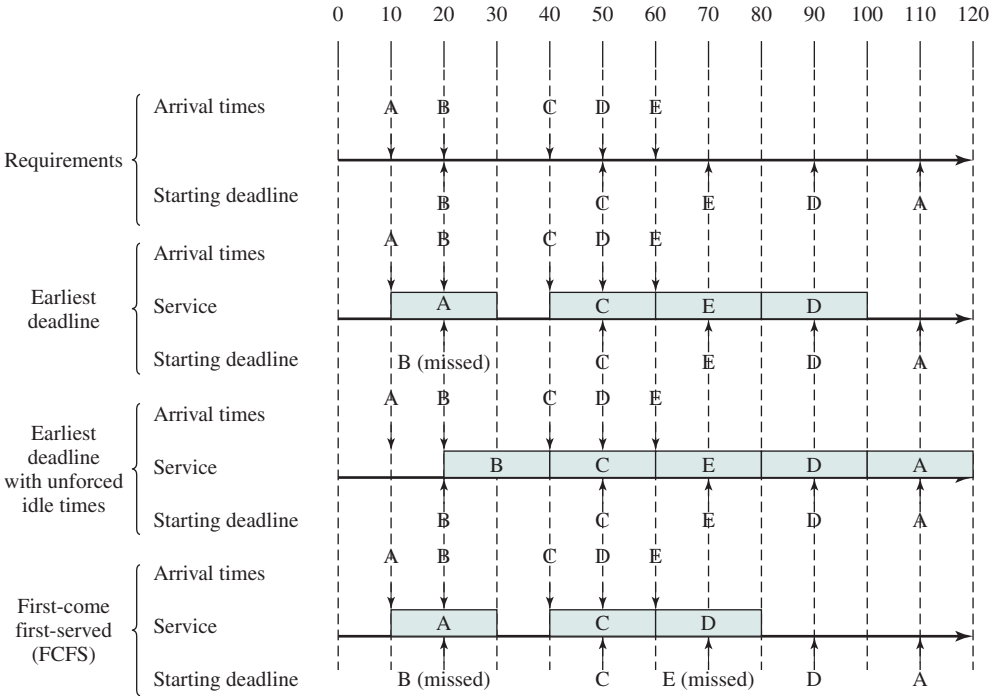 0 10 20 30 40 50 60 70 80 90 100 110 120
Requirements
Arrival times
A B C D E
Starting deadline
B C E D A
Earliest
deadline
Arrival times
A B C D E
Service
A C E D
Starting deadline
B (missed) C E D A
Earliest
deadline
with unforced
idle times
Arrival times
A B C D E
Service
B C E D A
Starting deadline
B C E D A
First-come
first-served
(FCFS)
Arrival times
A B C D E
Service
A C D
Starting deadline
B (missed) C E (missed) D A